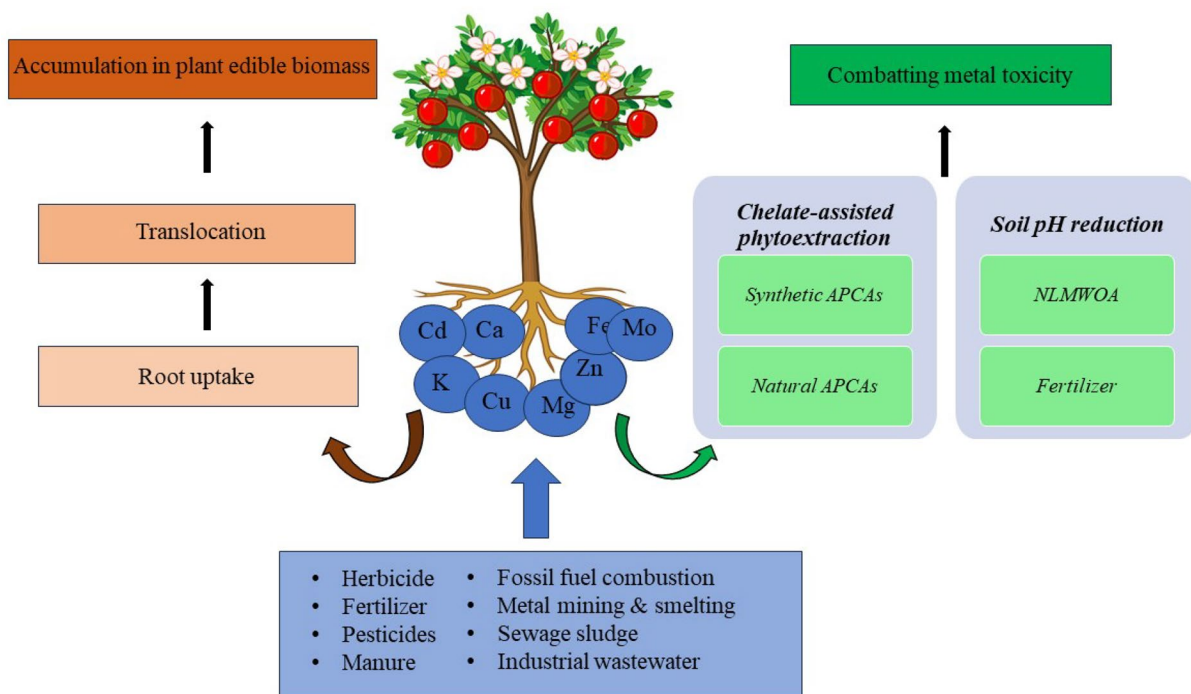 Accumulation in plant edible biomass
Translocation
Root uptake
Combatting metal toxicity
Chelate-assisted
phytoextraction
Synthetic APCAs
Natural APCAs
Soil pH reduction
NLMWOA
Fertilizer
Cd
Ca
Fe
Mo
K
Cu
Mg
Zn
• Herbicide
• Fertilizer
• Pesticides
• Manure
• Fossil fuel combustion
• Metal mining & smelting
• Sewage sludge
• Industrial wastewater